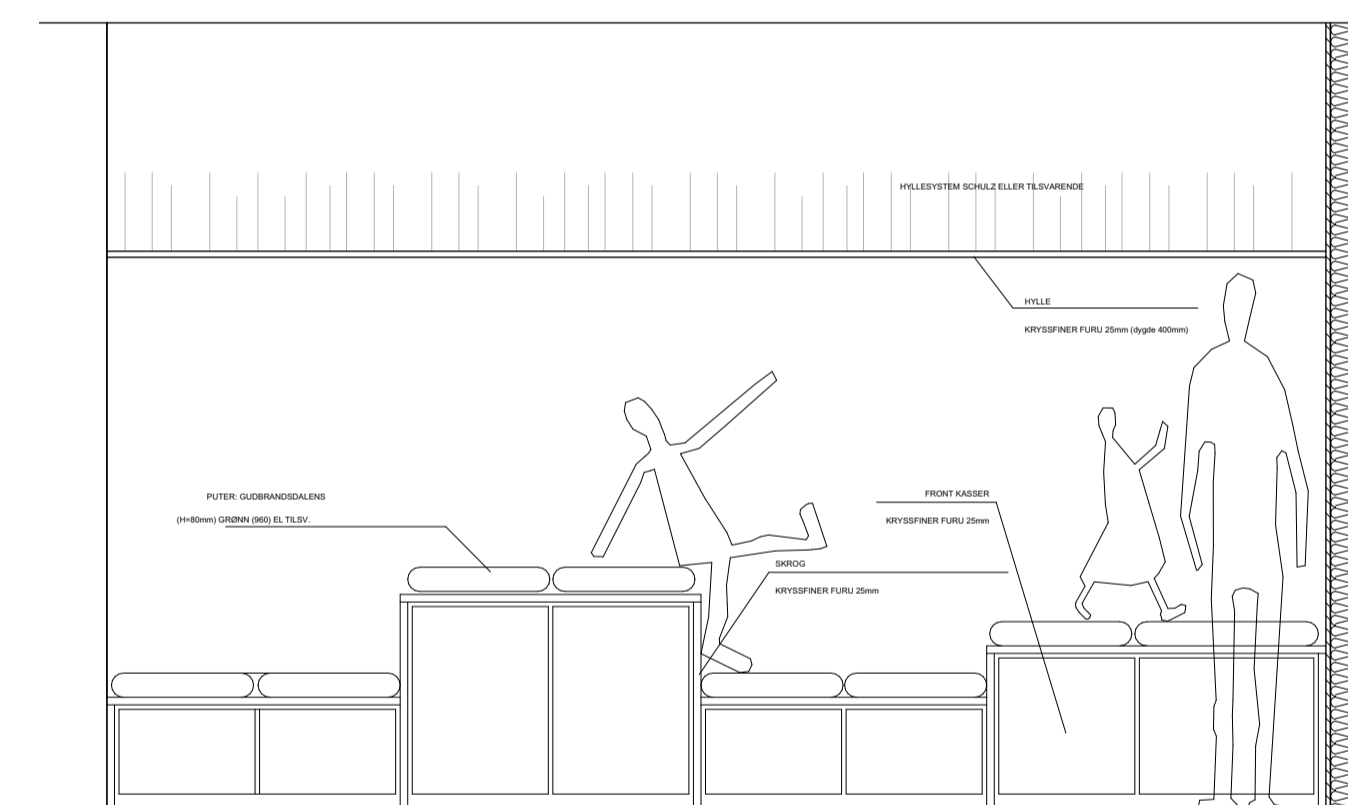 HYLLESYSTEM SCHULZ ELLER TILSVARENDE
HYLLE
KRYSSFINER FURU 25mm (dygde 400mm)
PUTER: GUDBRANDSDALENS
(H=80mm) GRØNN (960) EL TILSV.
FRONT KASSER
KRYSSFINER FURU 25mm
SKROG
KRYSSFINER FURU 25mm